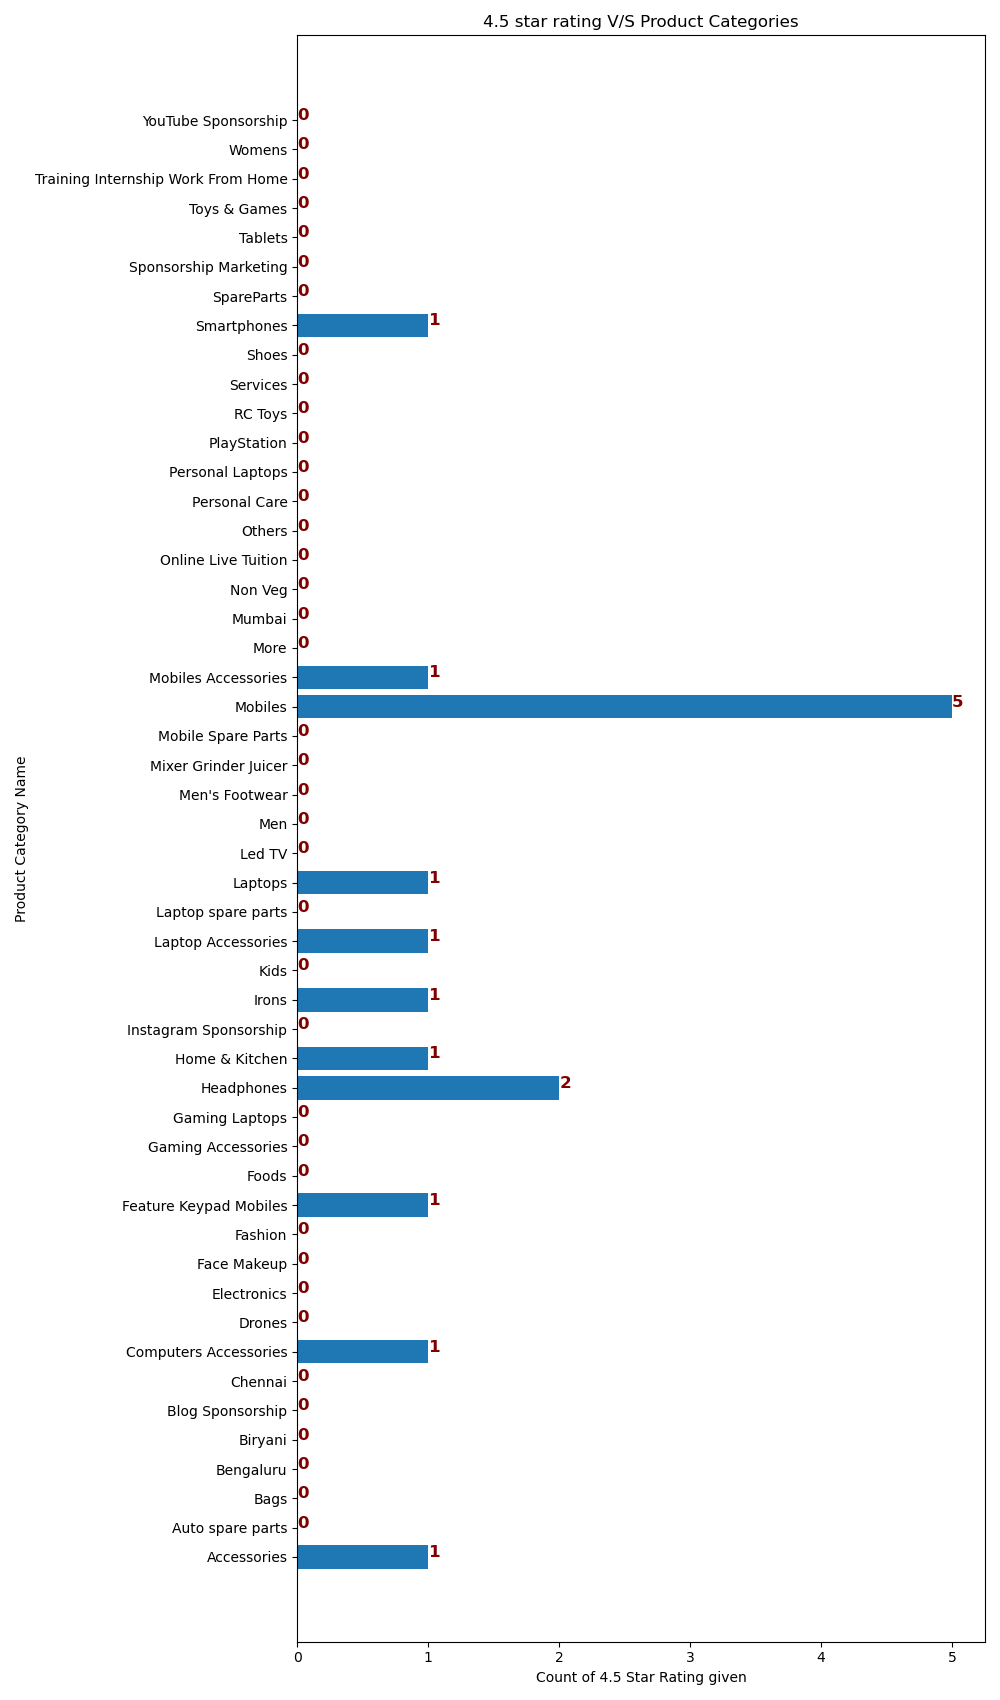 4.5 star rating V/S Product Categories
YouTube Sponsorship 0
Womens 0
Training Internship Work From Home 0
Toys & Games 0
Tablets 0
Sponsorship Marketing 0
SpareParts 0
Smartphones 1
Shoes 0
Services 0
RC Toys 0
PlayStation 0
Personal Laptops 0
Personal Care 0
Others 0
Online Live Tuition 0
Non Veg 0
Mumbai 0
More 0
Mobiles Accessories 1
Mobiles 5
Mobile Spare Parts 0
Mixer Grinder Juicer 0
Men's Footwear 0
Men 0
Led TV 0
Laptops 1
Laptop spare parts 0
Laptop Accessories 1
Kids 0
Irons 1
Instagram Sponsorship 0
Home & Kitchen 1
Headphones 2
Gaming Laptops 0
Gaming Accessories 0
Foods 0
Feature Keypad Mobiles 1
Fashion 0
Face Makeup 0
Electronics 0
Drones 0
Computers Accessories 1
Chennai 0
Blog Sponsorship 0
Biryani 0
Bengaluru 0
Bags 0
Auto spare parts 0
Accessories 1
Product Category Name
0 1 2 3 4 5
Count of 4.5 Star Rating given